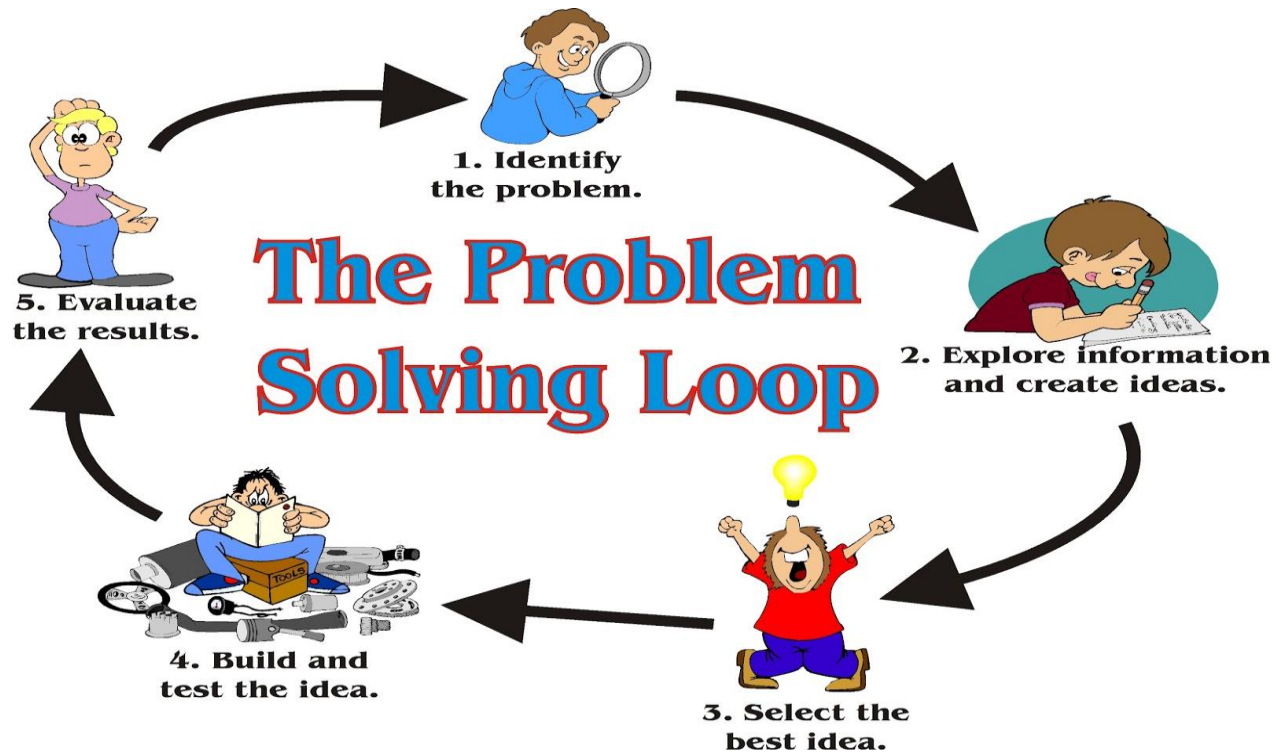 The Problem
Solving Loop
1. Identify
the problem.
2. Explore information
and create ideas.
3. Select the
best idea.
4. Build and
test the idea.
TOOLS
5. Evaluate
the results.